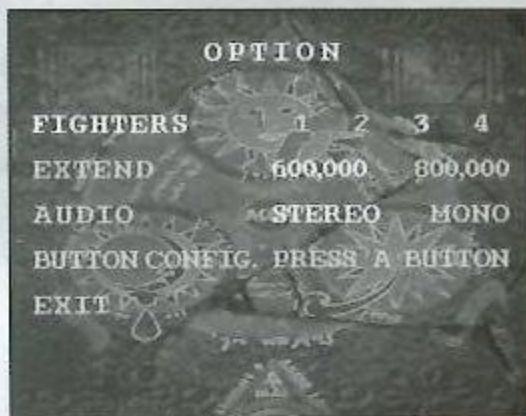 OPTION
FIGHTERS 1 2 3 4
EXTEND 600,000 800,000
AUDIO STEREO MONO
BUTTON CONFIG. PRESS A BUTTON
EXIT